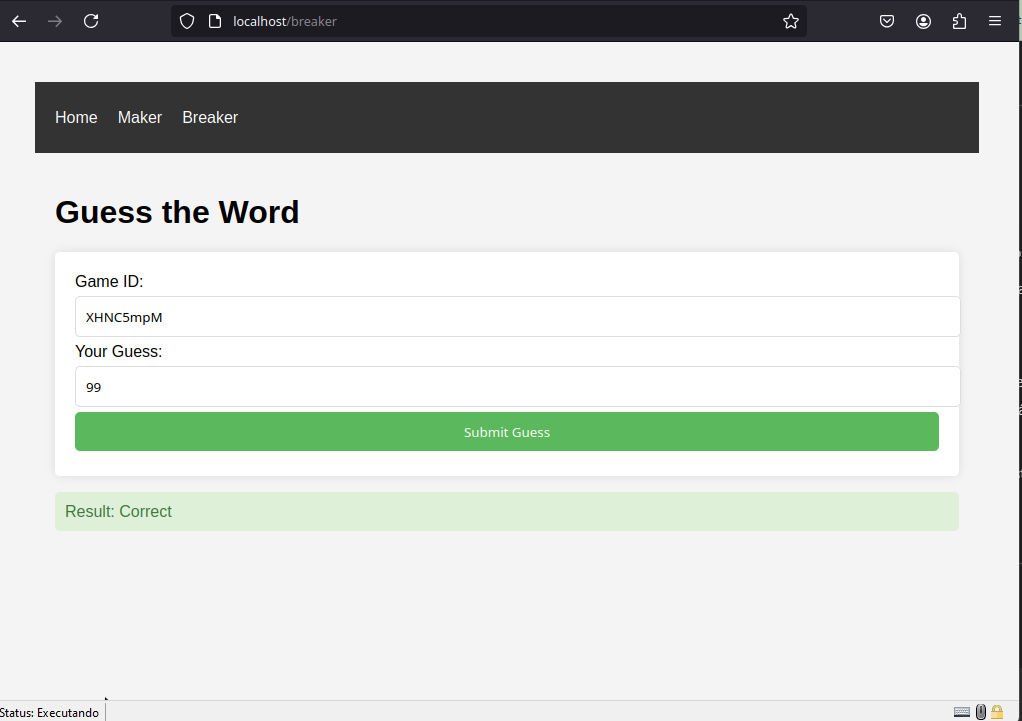 localhost/breaker
Home Maker Breaker
Guess the Word
Game ID:
XHNC5mpM
Your Guess:
99
Submit Guess
Result: Correct
Status: Executando